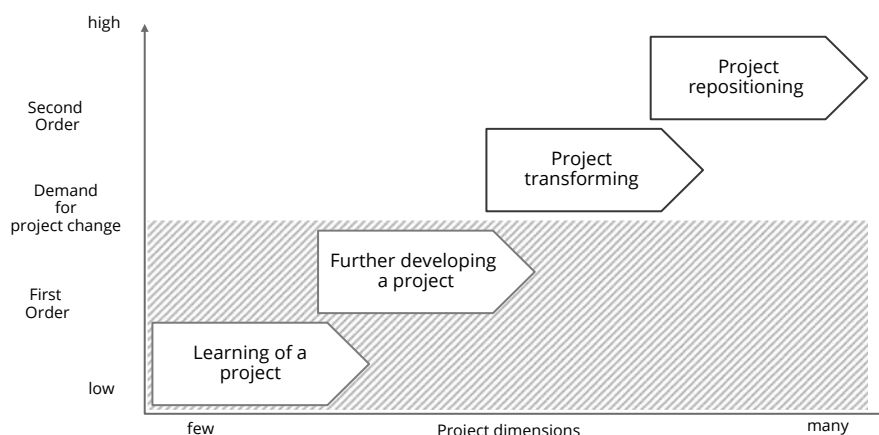 high
Project
repositioning
Second
Order
Project
transforming
Demand
for
project change
Further developing
a project
First
Order
Learning of a
project
low
few
Project dimensions
many